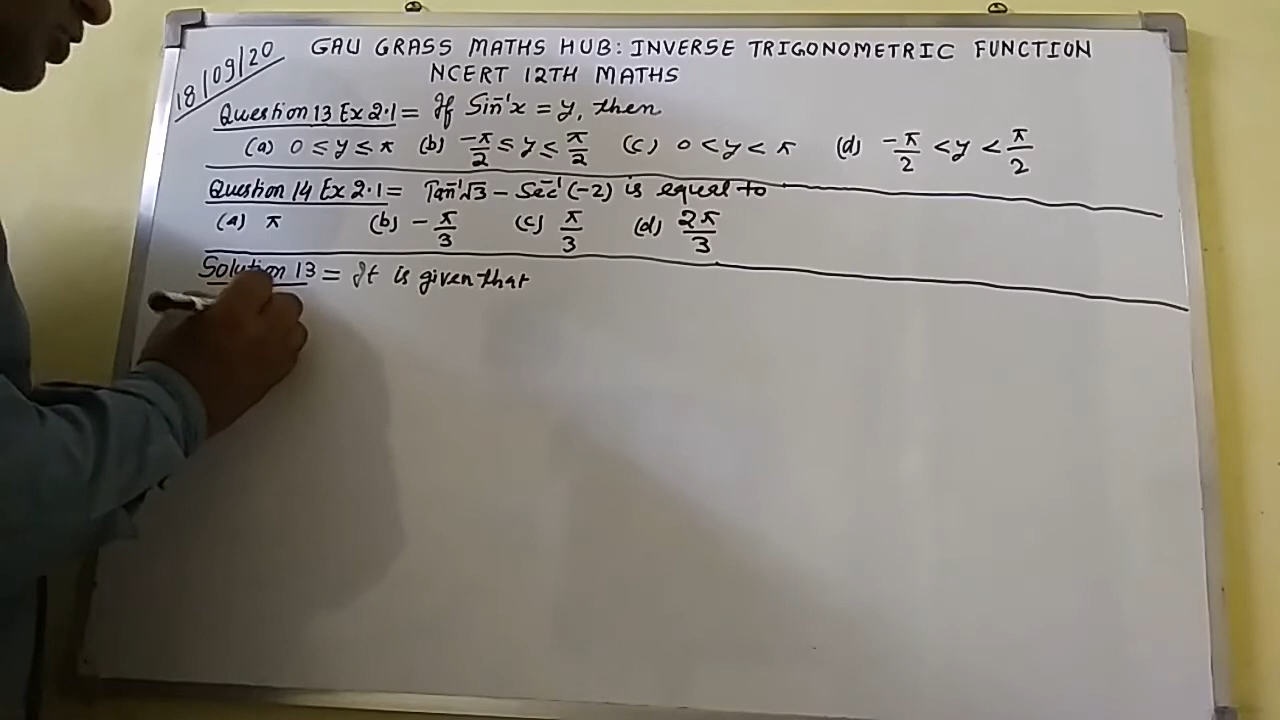 18/09/20
GAU GRASS MATHS HUB: INVERSE TRIGONOMETRIC FUNCTION
NCERT 12TH MATHS
Question 13 Ex 2.1 = If Sin⁻¹x = y, then
(a) 0 ≤ y ≤ π (b) -π/2 ≤ y ≤ π/2 (c) 0 < y < π (d) -π/2 < y < π/2
Question 14 Ex 2.1 = Tan⁻¹√3 - Sec⁻¹(-2) is equal to
(a) π (b) -π/3 (c) π/3 (d) 2π/3
Solution 13 = It is given that